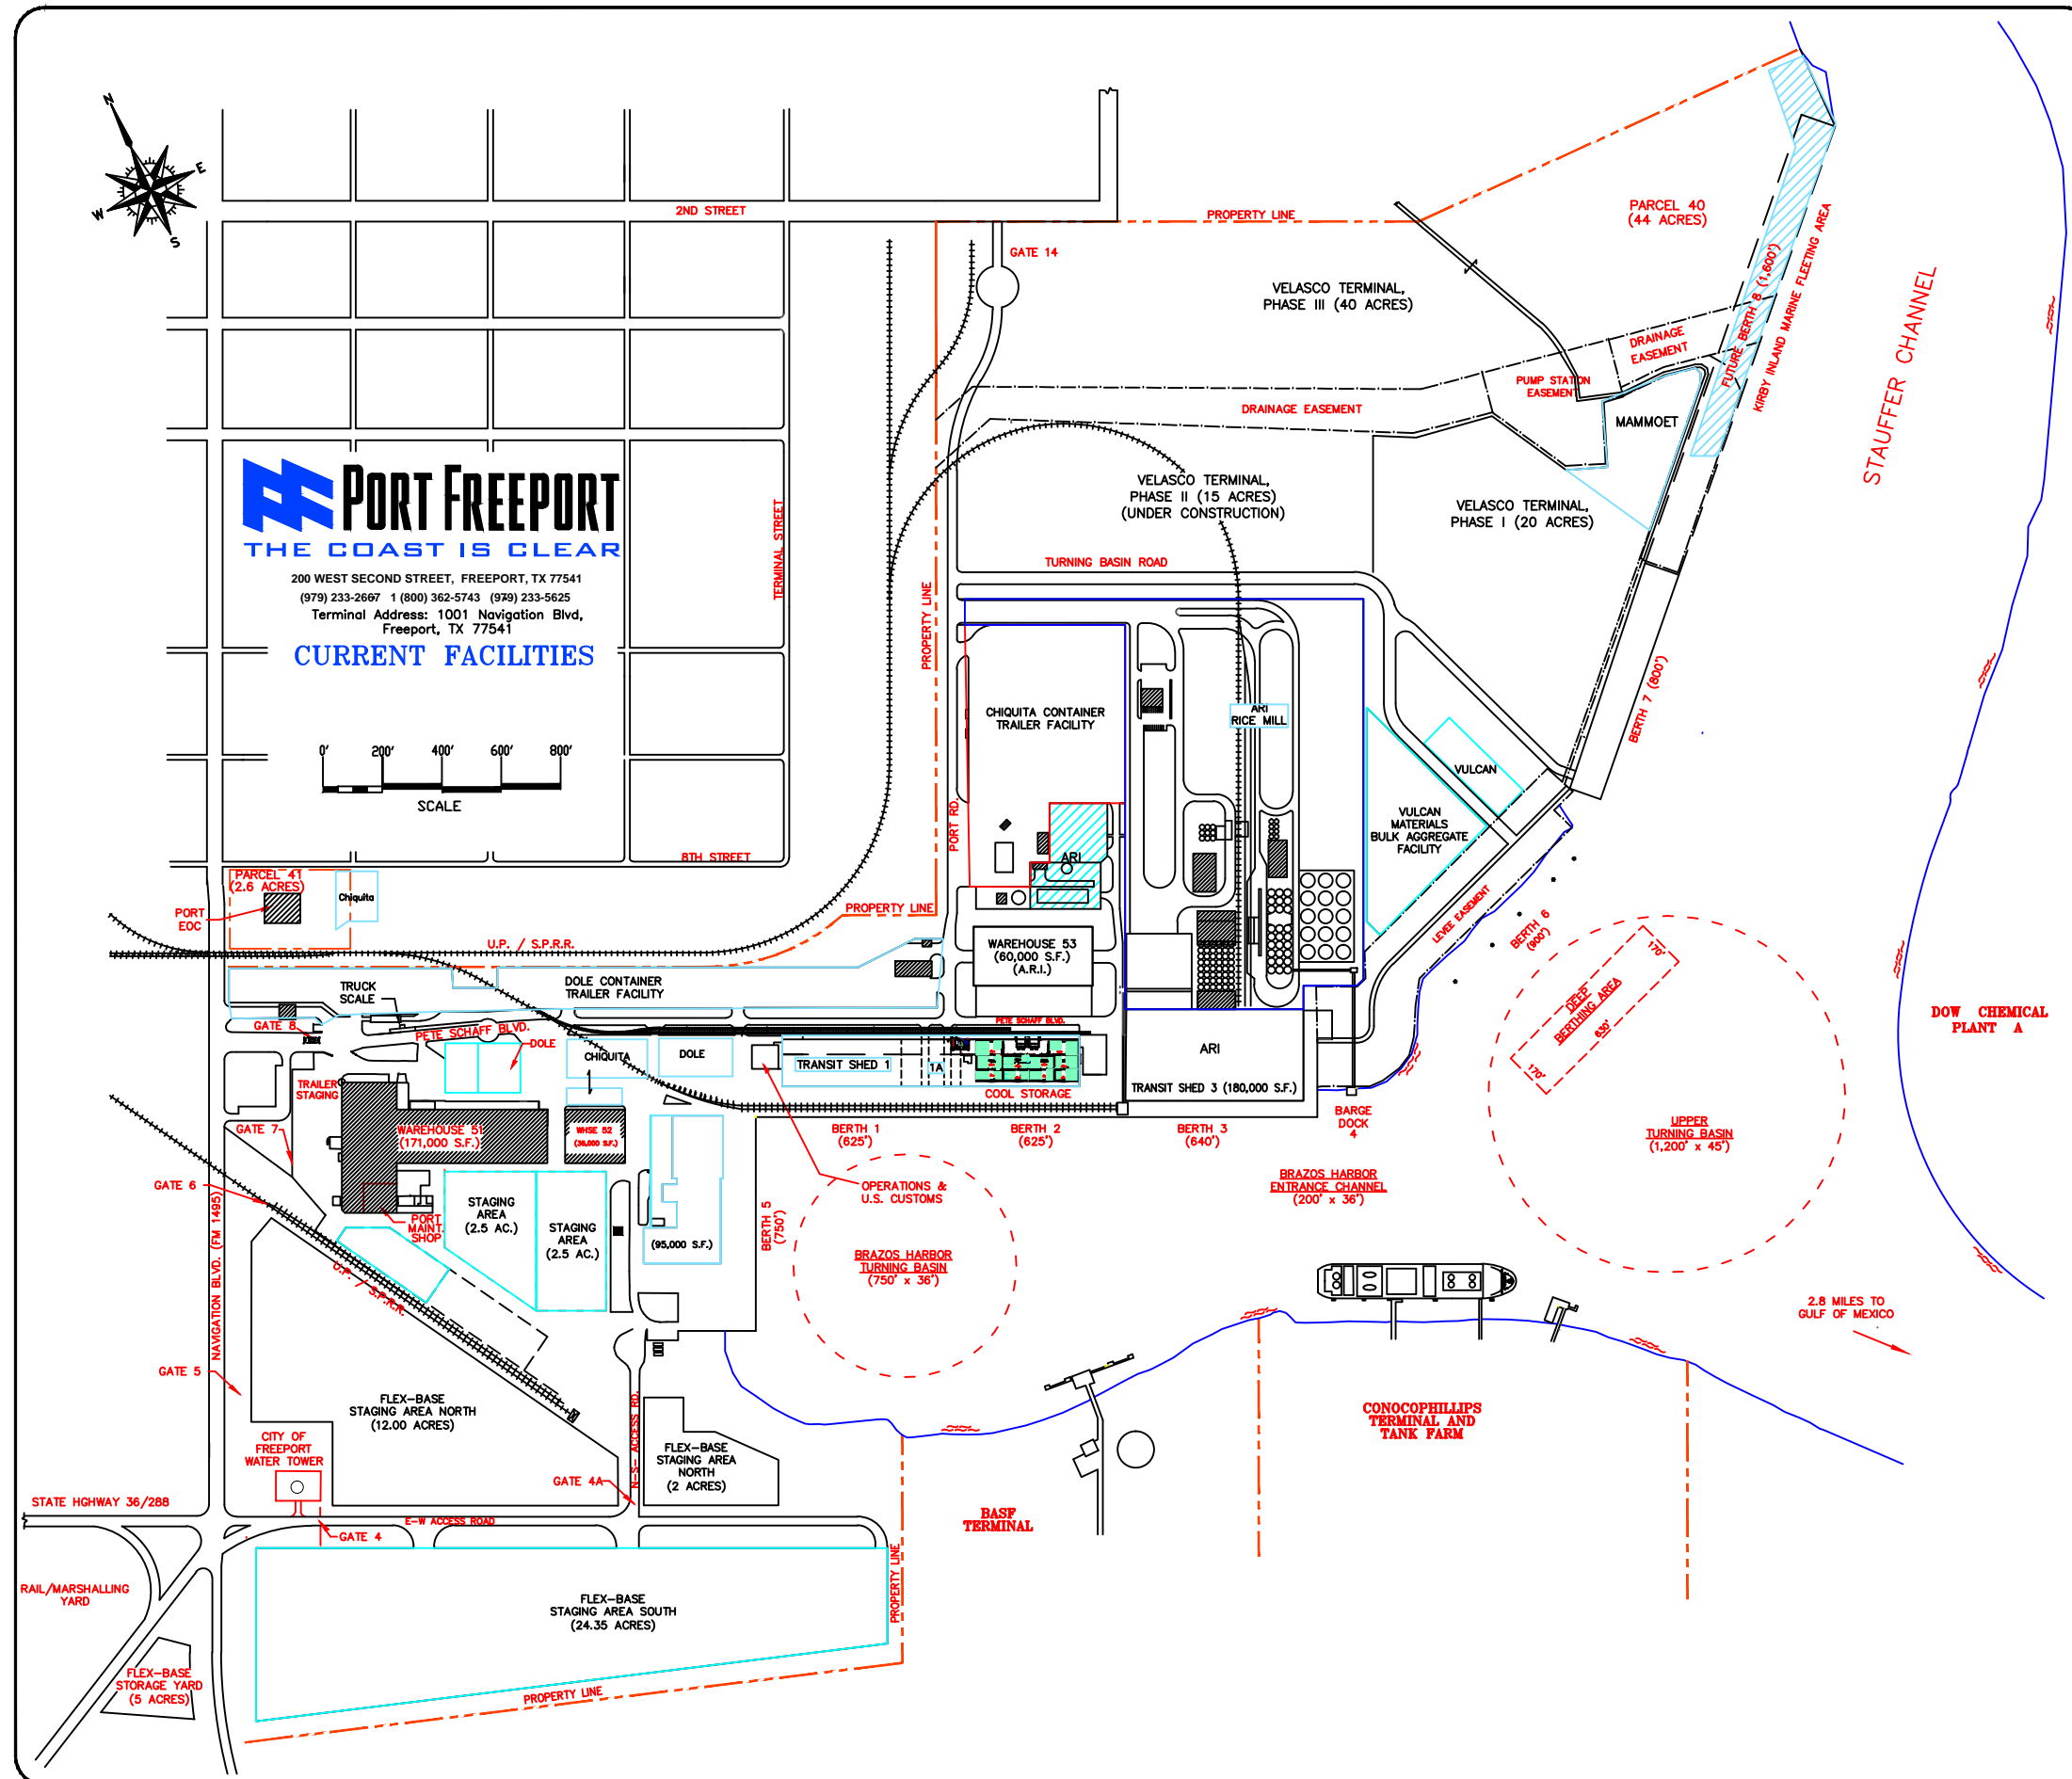 N
E
W
S
2ND STREET
PROPERTY LINE
GATE 14
PARCEL 40
(44 ACRES)
VELASCO TERMINAL,
PHASE III (40 ACRES)
FUTURE BERTH 8 (1,600')
KIRBY INLAND MARINE FLEETING AREA
STAUFFER CHANNEL
DRAINAGE
EASEMENT
PUMP STATION
EASEMENT
DRAINAGE EASEMENT
MAMMOET
VELASCO TERMINAL,
PHASE II (15 ACRES)
(UNDER CONSTRUCTION)
VELASCO TERMINAL,
PHASE I (20 ACRES)
PORT FREEPORT
THE COAST IS CLEAR
200 WEST SECOND STREET, FREEPORT, TX 77541
(979) 233-2667 1 (800) 362-5743 (979) 233-5625
Terminal Address: 1001 Navigation Blvd,
Freeport, TX 77541
CURRENT FACILITIES
0' 200' 400' 600' 800'
SCALE
TERMINAL STREET
PROPERTY LINE
TURNING BASIN ROAD
BERTH 7 (800')
CHIQUITA CONTAINER
TRAILER FACILITY
ARI
RICE MILL
VULCAN
VULCAN
MATERIALS
BULK AGGREGATE
FACILITY
PORT RD.
ARI
8TH STREET
PARCEL 41
(2.6 ACRES)
Chiquita
PORT
EOC
PROPERTY LINE
LEVEE EASEMENT
BERTH 6
(900')
U.P. / S.P.R.R.
WAREHOUSE 53
(60,000 S.F.)
(A.R.I.)
170'
DEEP
BERTHING AREA
630'
170'
TRUCK
SCALE
DOLE CONTAINER
TRAILER FACILITY
DOW CHEMICAL
PLANT A
GATE 8
PETE SCHAFF BLVD.
PETE SCHAFF BLVD.
DOLE
CHIQUITA
DOLE
TRANSIT SHED 1
1A
COOL STORAGE
ARI
TRANSIT SHED 3 (180,000 S.F.)
TRAILER
STAGING
GATE 7
WAREHOUSE 51
(171,000 S.F.)
WHSE 52
(36,000 S.F.)
BERTH 1
(625')
BERTH 2
(625')
BERTH 3
(640')
BARGE
DOCK
4
UPPER
TURNING BASIN
(1,200' x 45')
GATE 6
OPERATIONS &
U.S. CUSTOMS
BRAZOS HARBOR
ENTRANCE CHANNEL
(200' x 36')
STAGING
AREA
(2.5 AC.)
STAGING
AREA
(2.5 AC.)
PORT
MAINT.
SHOP
(95,000 S.F.)
BERTH 5
(750')
BRAZOS HARBOR
TURNING BASIN
(750' x 36')
NAVIGATION BLVD. (FM 1495)
U.P. / S.P.R.R.
2.8 MILES TO
GULF OF MEXICO
GATE 5
FLEX-BASE
STAGING AREA NORTH
(12.00 ACRES)
CONOCOPHILLIPS
TERMINAL AND
TANK FARM
CITY OF
FREEPORT
WATER TOWER
N-S- ACCESS RD.
FLEX-BASE
STAGING AREA
NORTH
(2 ACRES)
GATE 4A
STATE HGHWAY 36/288
E-W ACCESS ROAD
GATE 4
BASF
TERMINAL
RAIL/MARSHALLING
YARD
FLEX-BASE
STAGING AREA SOUTH
(24.35 ACRES)
PROPERTY LINE
FLEX-BASE
STORAGE YARD
(5 ACRES)
PROPERTY LINE